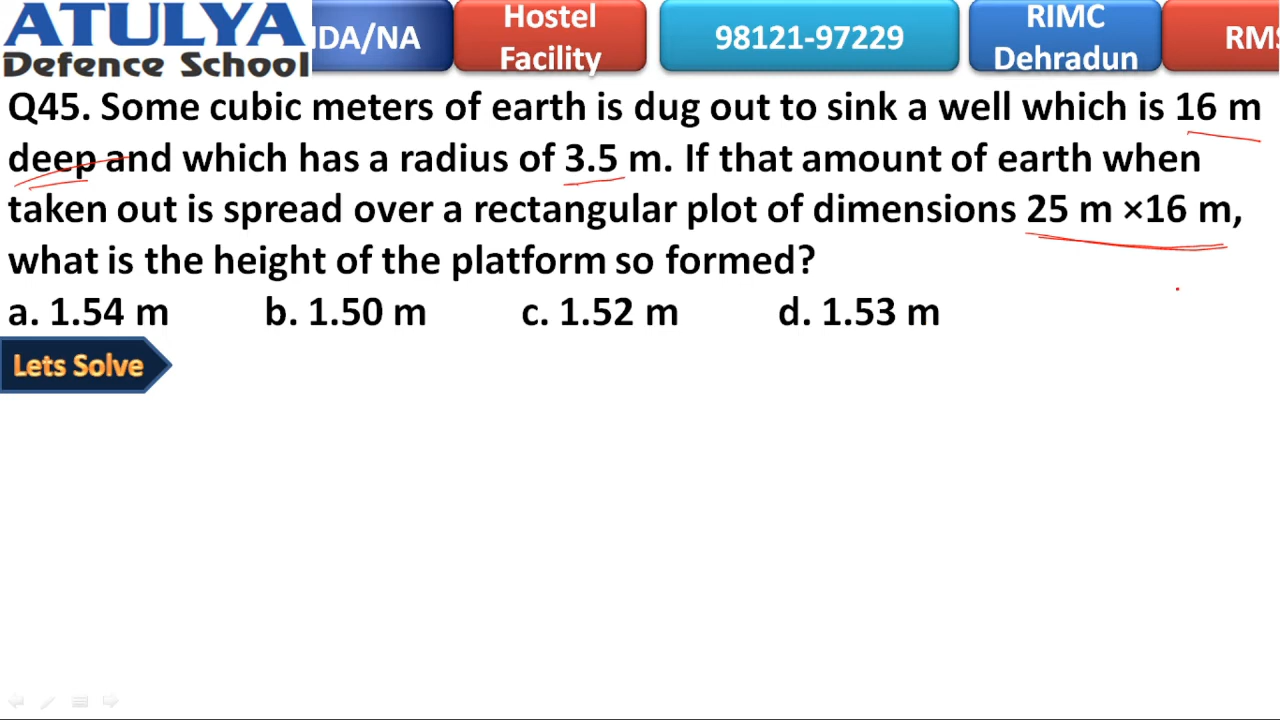 ATULYA
Defence School
NDA/NA
Hostel
Facility
98121-97229
RIMC
Dehradun
RMS
Q45. Some cubic meters of earth is dug out to sink a well which is 16 m
deep and which has a radius of 3.5 m. If that amount of earth when
taken out is spread over a rectangular plot of dimensions 25 m ×16 m,
what is the height of the platform so formed?
a. 1.54 m b. 1.50 m c. 1.52 m d. 1.53 m
Lets Solve